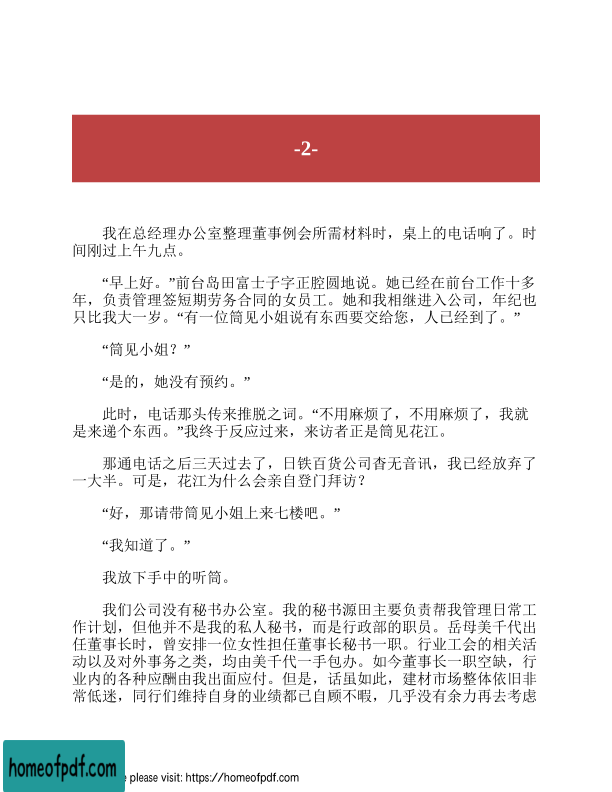 -2-
我在总经理办公室整理董事例会所需材料时，桌上的电话响了。时
间刚过上午九点。
“早上好。”前台岛田富士子字正腔圆地说。她已经在前台工作十多
年，负责管理签短期劳务合同的女员工。她和我相继进入公司，年纪也
只比我大一岁。“有一位筒见小姐说有东西要交给您，人已经到了。”
“筒见小姐？”
“是的，她没有预约。”
此时，电话那头传来推脱之词。“不用麻烦了，不用麻烦了，我就
是来递个东西。”我终于反应过来，来访者正是筒见花江。
那通电话之后三天过去了，日铁百货公司杳无音讯，我已经放弃了
一大半。可是，花江为什么会亲自登门拜访？
“好，那请带筒见小姐上来七楼吧。”
“我知道了。”
我放下手中的听筒。
我们公司没有秘书办公室。我的秘书源田主要负责帮我管理日常工
作计划，但他并不是我的私人秘书，而是行政部的职员。岳母美千代出
任董事长时，曾安排一位女性担任董事长秘书一职。行业工会的相关活
动以及对外事务之类，均由美千代一手包办。如今董事长一职空缺，行
业内的各种应酬由我出面应付。但是，话虽如此，建材市场整体依旧非
常低迷，同行们维持自身的业绩都已自顾不暇，几乎没有余力再去考虑
homeofpdf.com
e please visit: https://homeofpdf.com